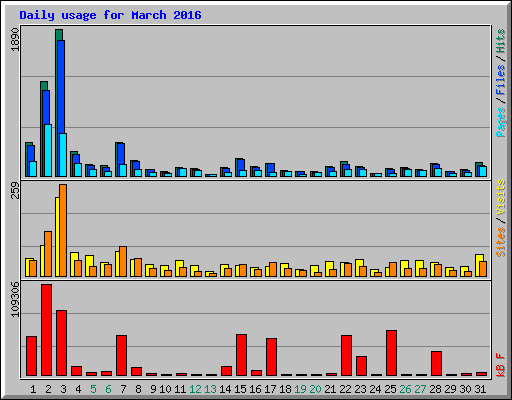 Daily usage for March 2016
1890
Pages / Files / Hits
259
Sites / Visits
109306
kB F
1 2 3 4 5 6 7 8 9 10 11 12 13 14 15 16 17 18 19 20 21 22 23 24 25 26 27 28 29 30 31